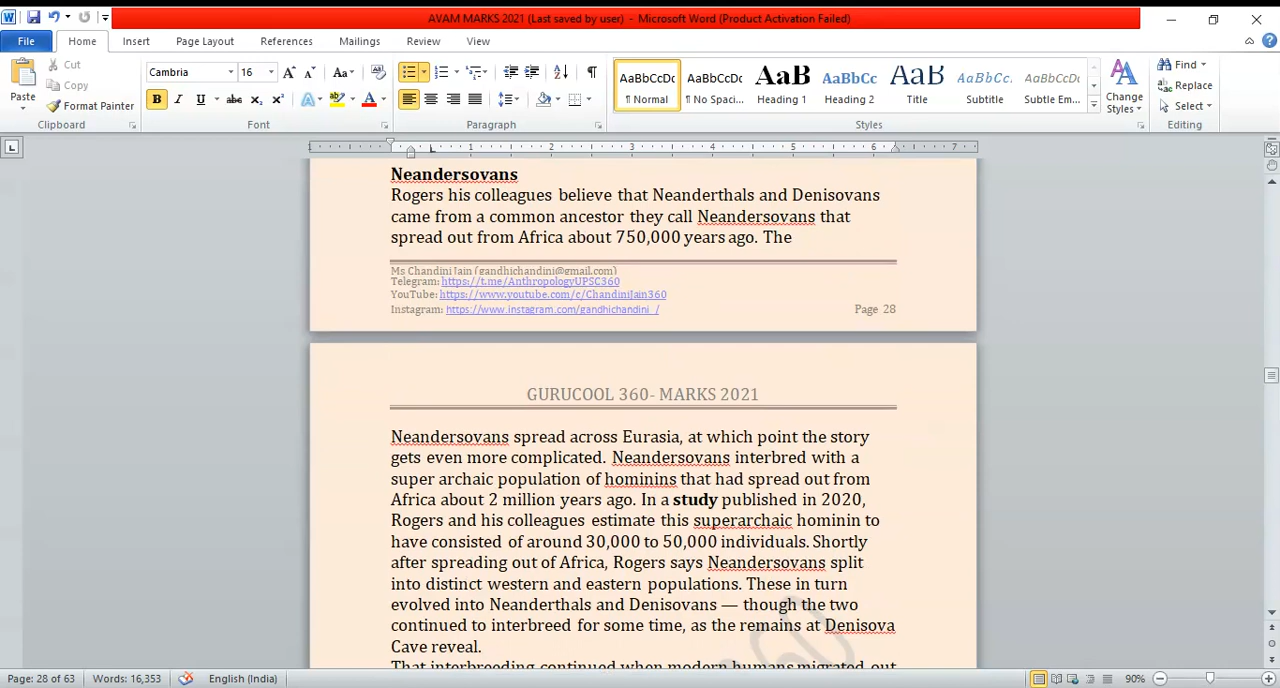 AVAM MARKS 2021 (Last saved by user) - Microsoft Word (Product Activation Failed)
File Home Insert Page Layout References Mailings Review View
Paste
Cut
Copy
Format Painter
Clipboard
Cambria 16
Font
Paragraph
AaBbCcDc AaBbCcDc AaB AaBbCc AaB AaBbCcD AaBbCcDc
¶ Normal ¶ No Spaci... Heading 1 Heading 2 Title Subtitle Subtle Em...
Change Styles
Styles
Find
Replace
Select
Editing
Neandersovans
Rogers his colleagues believe that Neanderthals and Denisovans
came from a common ancestor they call Neandersovans that
spread out from Africa about 750,000 years ago. The
Ms Chandini Jain (gandhichandini@gmail.com)
Telegram: https://t.me/AnthropologyUPSC360
YouTube: https://www.youtube.com/c/ChandiniJain360
Instagram: https://www.instagram.com/gandhichandini_/ Page 28
GURUCOOL 360- MARKS 2021
Neandersovans spread across Eurasia, at which point the story
gets even more complicated. Neandersovans interbred with a
super archaic population of hominins that had spread out from
Africa about 2 million years ago. In a study published in 2020,
Rogers and his colleagues estimate this superarchaic hominin to
have consisted of around 30,000 to 50,000 individuals. Shortly
after spreading out of Africa, Rogers says Neandersovans split
into distinct western and eastern populations. These in turn
evolved into Neanderthals and Denisovans — though the two
continued to interbreed for some time, as the remains at Denisova
Cave reveal.
That interbreeding continued when modern humans migrated out
Page: 28 of 63 Words: 16,353 English (India) 90%